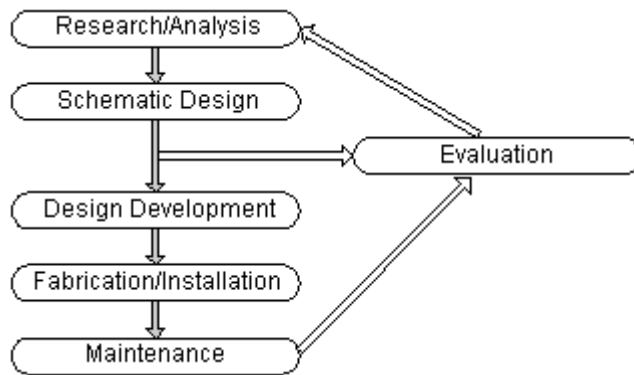 Research/Analysis
Schematic Design
Evaluation
Design Development
Fabrication/Installation
Maintenance